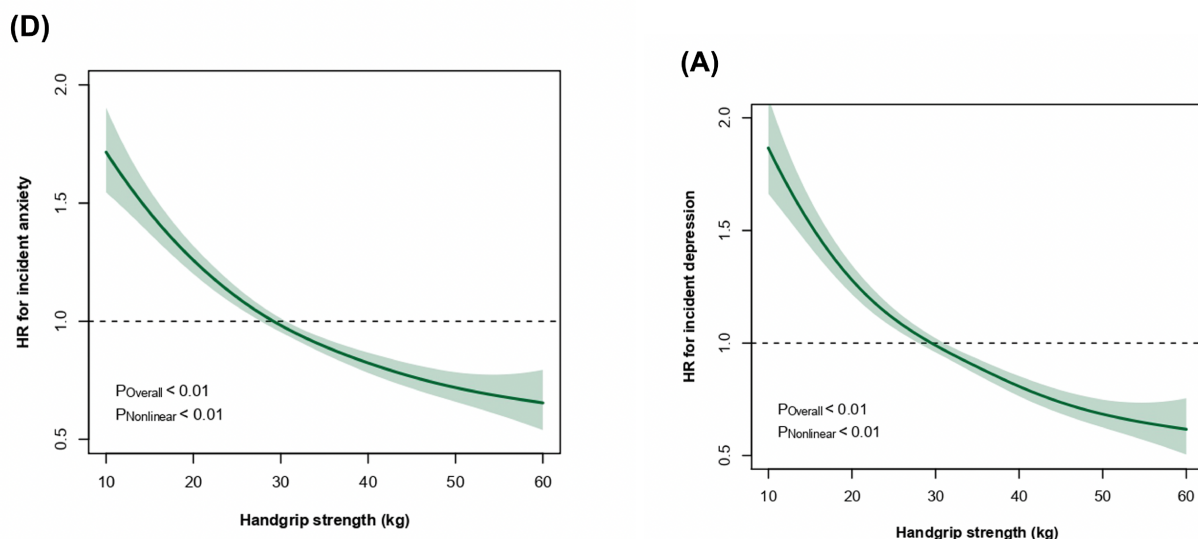 (D)
HR for incident anxiety
2.0
1.5
1.0
0.5
POverall < 0.01
PNonlinear < 0.01
10 20 30 40 50 60
Handgrip strength (kg)
(A)
HR for incident depression
2.0
1.5
1.0
0.5
POverall < 0.01
PNonlinear < 0.01
10 20 30 40 50 60
Handgrip strength (kg)